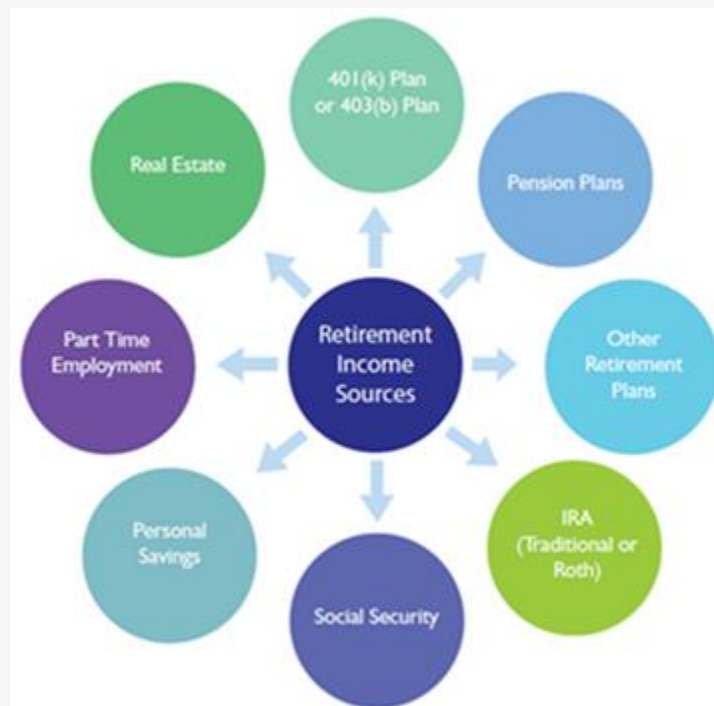 401(k) Plan
or 403(b) Plan
Real Estate
Pension Plans
Retirement
Income
Sources
Part Time
Employment
Other
Retirement
Plans
Personal
Savings
IRA
(Traditional or
Roth)
Social Security